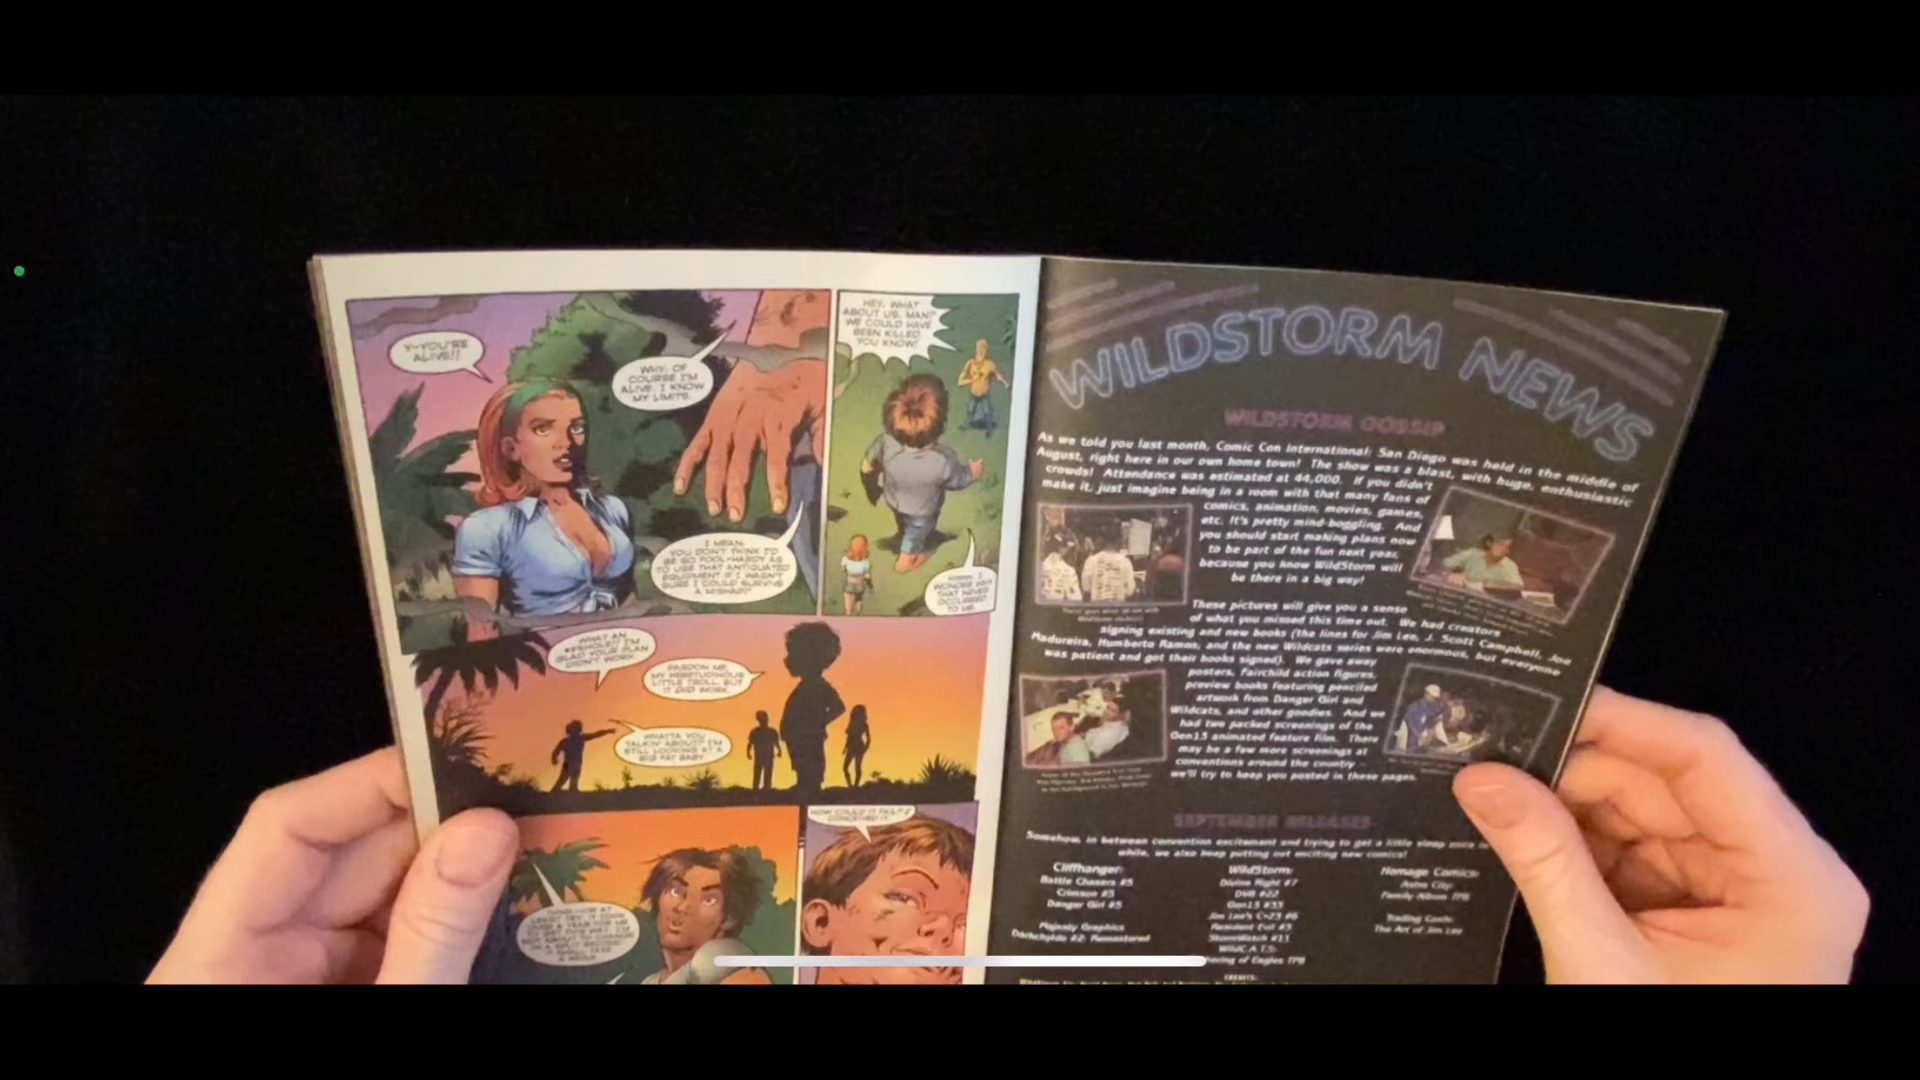 Y-YOU'RE
ALIVE!!
WHY, OF
COURSE I'M
ALIVE. I KNOW
MY LIMITS.
I MEAN,
YOU DON'T THINK I'D
BE SO FOOL-HARDY AS
TO USE THAT ANTIQUATED
EQUIPMENT IF I WASN'T
SURE I COULD SURVIVE
A MISHAP?
HEY, WHAT
ABOUT US, MAN?
WE COULD HAVE
BEEN KILLED,
YOU KNOW!
HMMM. I
WONDER WHY
THAT NEVER
OCCURRED
TO ME.
WHAT AN
I'M
GLAD YOUR PLAN
DIDN'T WORK.
PARDON ME,
MY
LITTLE TROLL, BUT
IT DID WORK.
WHATTA YOU
TALKIN' ABOUT? I'M
STILL LOOKING AT A
BIG FAT BABY.
HOW COULD IT FAIL? I
CONCEIVED IT.
WILDSTORM NEWS
WILDSTORM GOSSIP
As we told you last month, Comic Con International: San Diego was held in the middle of
August, right here in our own home town! The show was a blast, with huge, enthusiastic
crowds! Attendance was estimated at 44,000. If you didn't
make it, just imagine being in a room with that many fans of
comics, animation, movies, games,
etc. It's pretty mind-boggling. And
you should start making plans now
to be part of the fun next year,
because you know WildStorm will
be there in a big way!
These pictures will give you a sense
of what you missed this time out. We had creators
signing existing and new books (the lines for Jim Lee, J. Scott Campbell, Joe
Madureira, Humberto Ramos, and the new Wildcats series were enormous, but everyone
was patient and got their books signed). We gave away
posters, Fairchild action figures,
preview books featuring penciled
artwork from Danger Girl and
Wildcats, and other goodies. And we
had two packed screenings of the
Gen13 animated feature film. There
may be a few more screenings at
conventions around the country --
we'll try to keep you posted in these pages.
SEPTEMBER RELEASES
Somehow, in between convention excitement and trying to get a little sleep once in
while, we also keep putting out exciting new comics!
Cliffhanger:
Battle Chasers #5
Crimson #5
Danger Girl #5
Majesty Graphics
Darkchylde #2: Remastered
WildStorm:
Divine Right #7
DV8 #22
Gen13 #33
Jim Lee's C-23 #6
Resident Evil #3
StormWatch #11
WildC.A.T.S:
of Eagles TPB
Homage Comics:
Astro City:
Family Album TPB
Trading Cards:
The Art of Jim Lee
CREDITS: